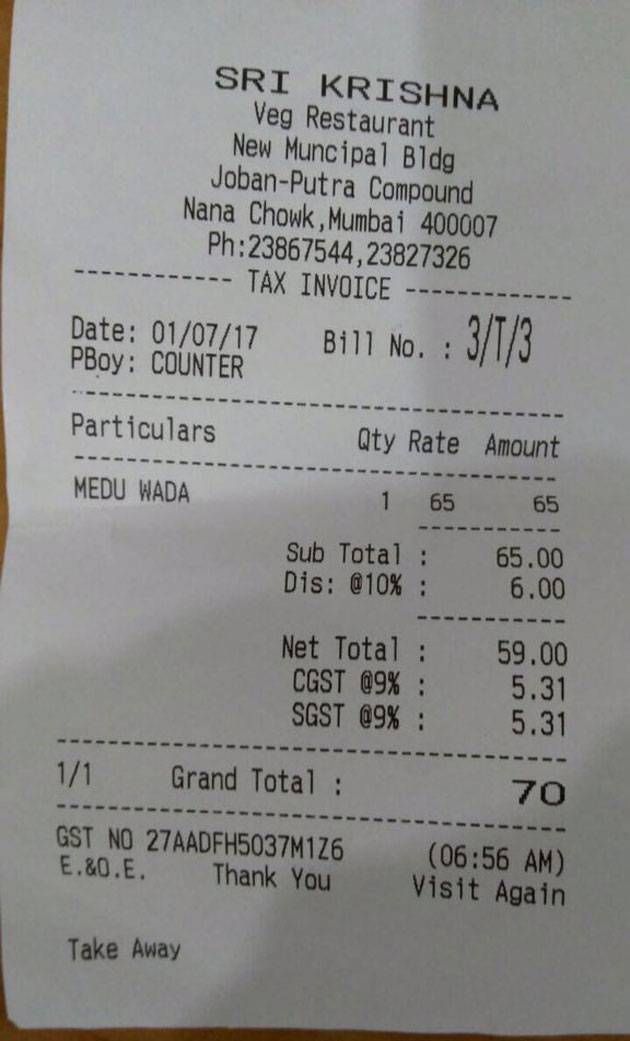 SRI KRISHNA
Veg Restaurant
New Muncipal Bldg
Joban-Putra Compound
Nana Chowk,Mumbai 400007
Ph:23867544,23827326
------------ TAX INVOICE -------------
Date: 01/07/17 Bill No. : 3/T/3
PBoy: COUNTER
Particulars Qty Rate Amount
MEDU WADA 1 65 65
Sub Total : 65.00
Dis: @10% : 6.00
Net Total : 59.00
CGST @9% : 5.31
SGST @9% : 5.31
1/1 Grand Total : 70
GST NO 27AADFH5037M1Z6 (06:56 AM)
E.&O.E. Thank You Visit Again
Take Away